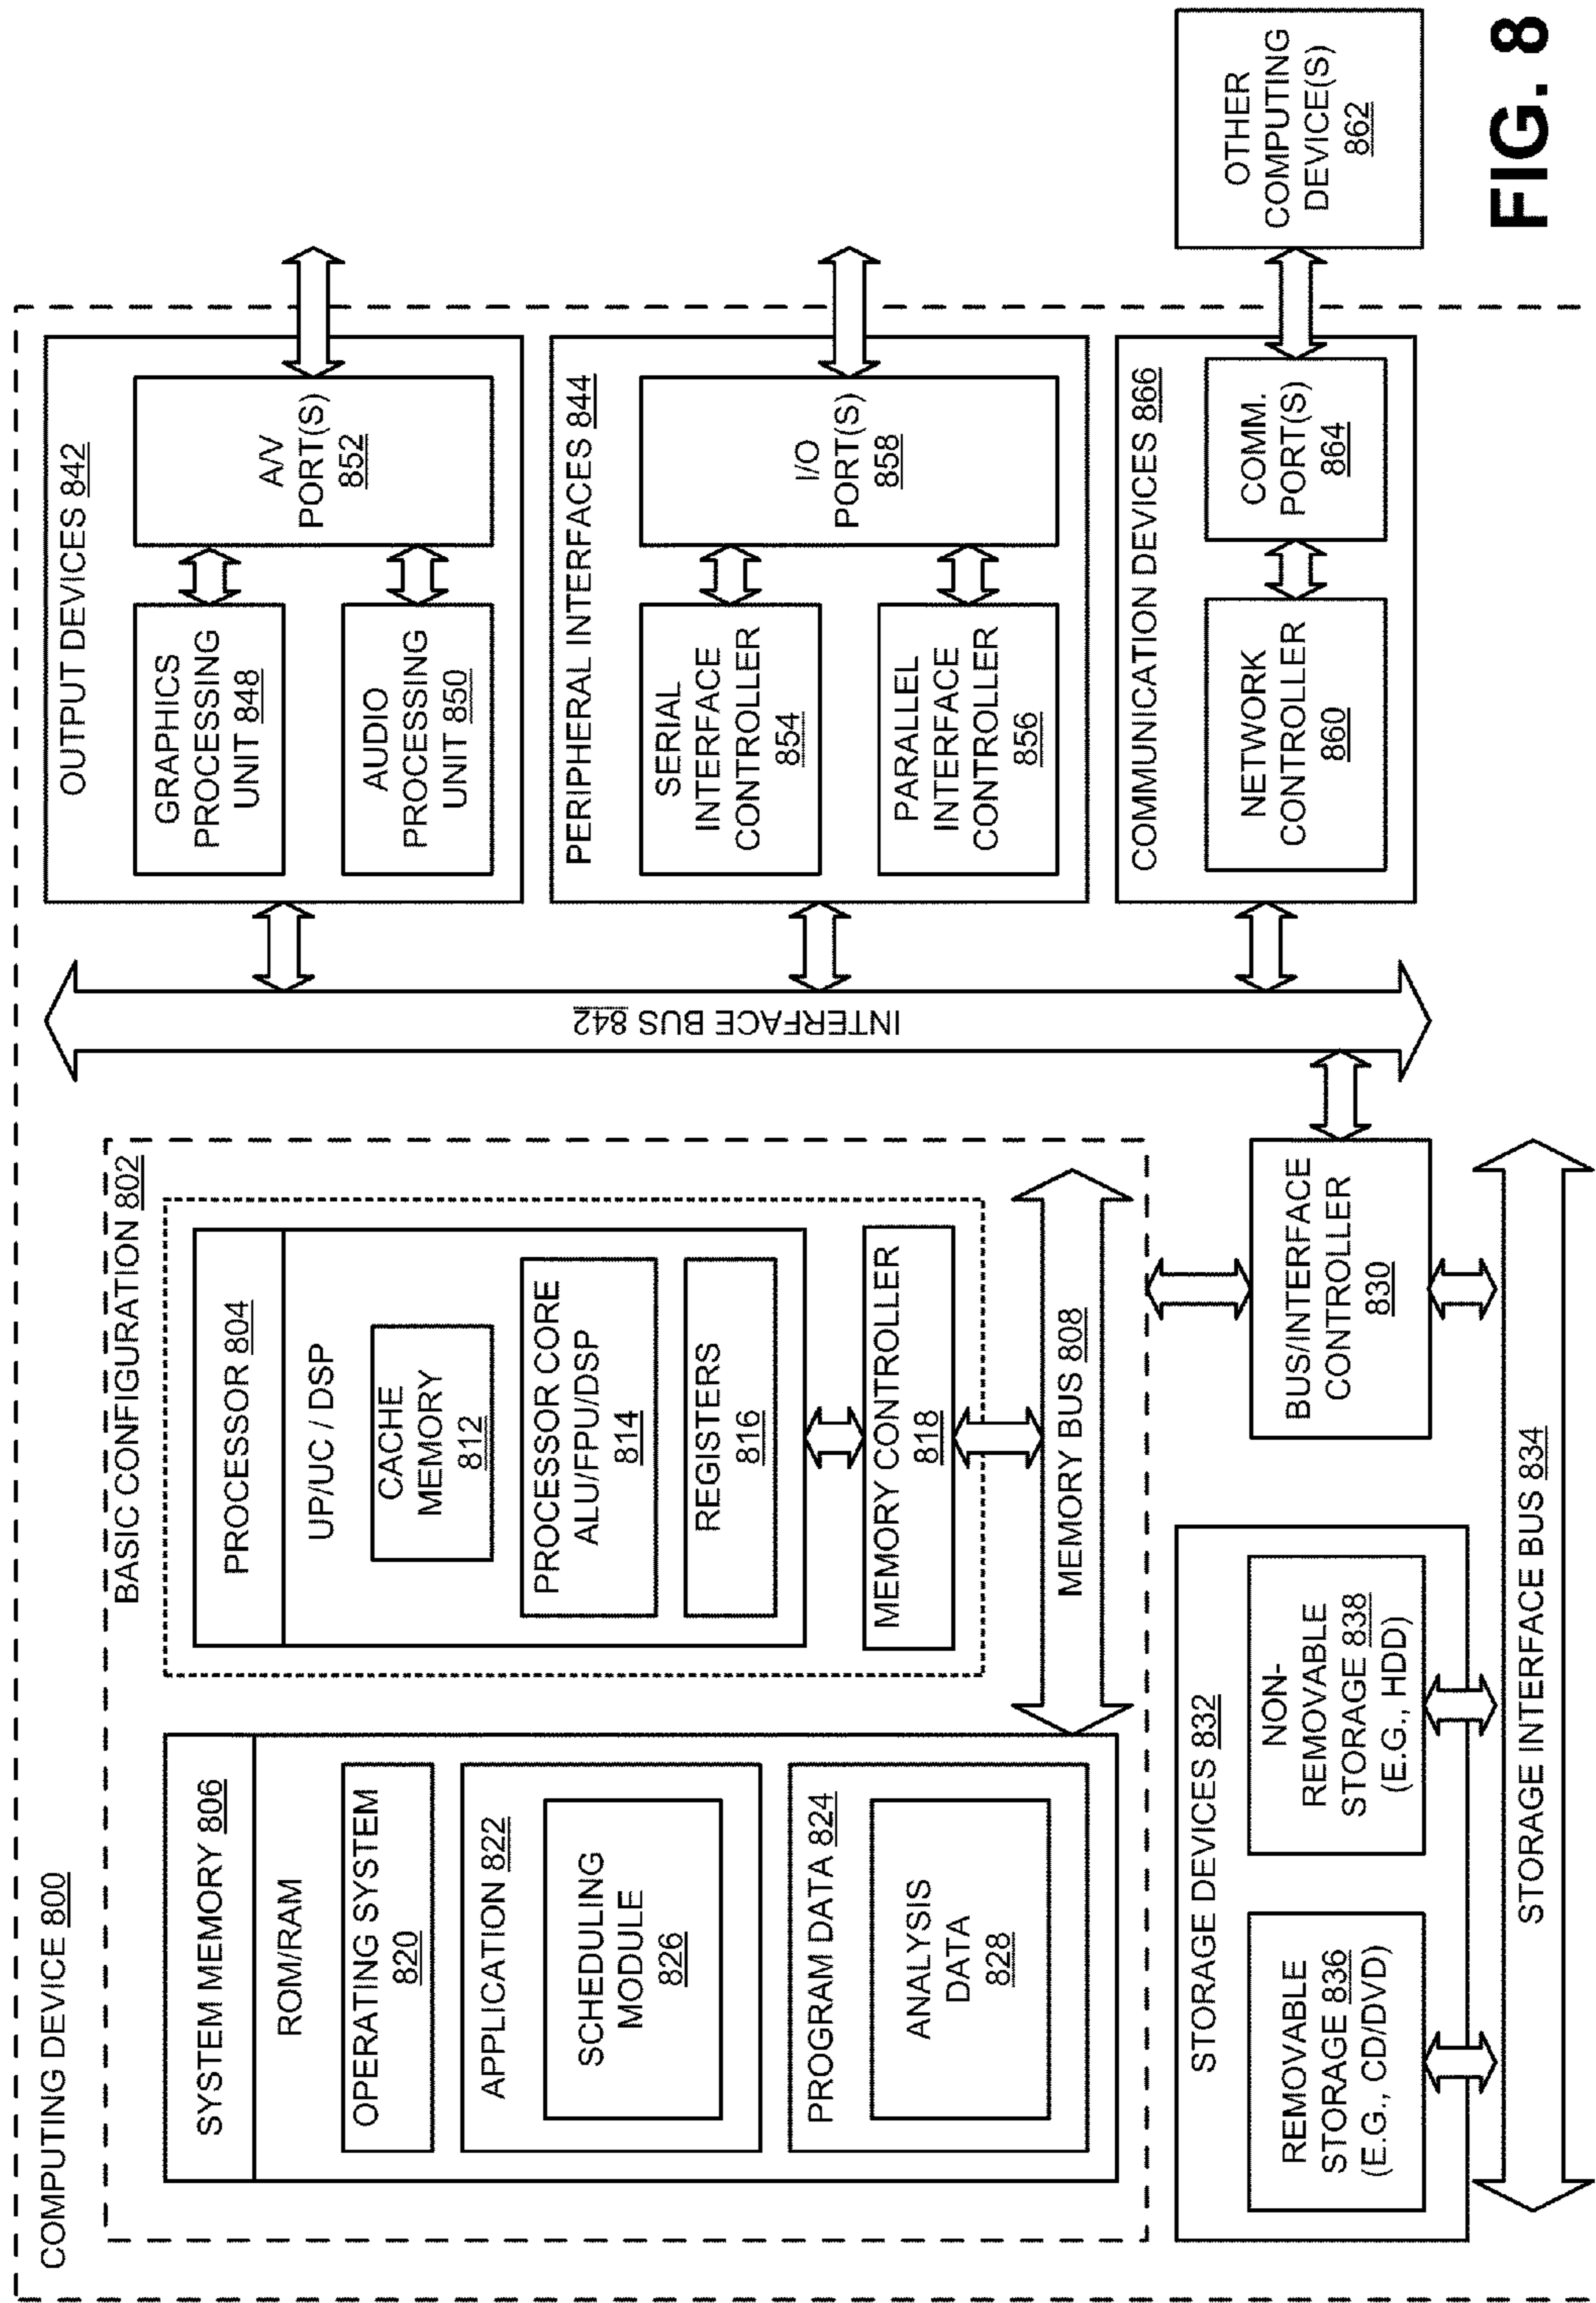 COMPUTING DEVICE 800
BASIC CONFIGURATION 802
SYSTEM MEMORY 806
ROM/RAM
OPERATING SYSTEM
820
APPLICATION 822
SCHEDULING
MODULE
826
PROGRAM DATA 824
ANALYSIS
DATA
828
PROCESSOR 804
UP/UC / DSP
CACHE
MEMORY
812
PROCESSOR CORE
ALU/FPU/DSP
814
REGISTERS
816
MEMORY CONTROLLER
818
MEMORY BUS 808
STORAGE DEVICES 832
REMOVABLE
STORAGE 836
(E.G., CD/DVD)
NON-
REMOVABLE
STORAGE 838
(E.G., HDD)
BUS/INTERFACE
CONTROLLER
830
STORAGE INTERFACE BUS 834
INTERFACE BUS 842
OUTPUT DEVICES 842
GRAPHICS
PROCESSING
UNIT 848
AUDIO
PROCESSING
UNIT 850
A/V
PORT(S)
852
PERIPHERAL INTERFACES 844
SERIAL
INTERFACE
CONTROLLER
854
PARALLEL
INTERFACE
CONTROLLER
856
I/O
PORT(S)
858
COMMUNICATION DEVICES 866
NETWORK
CONTROLLER
860
COMM.
PORT(S)
864
OTHER
COMPUTING
DEVICE(S)
862
FIG. 8